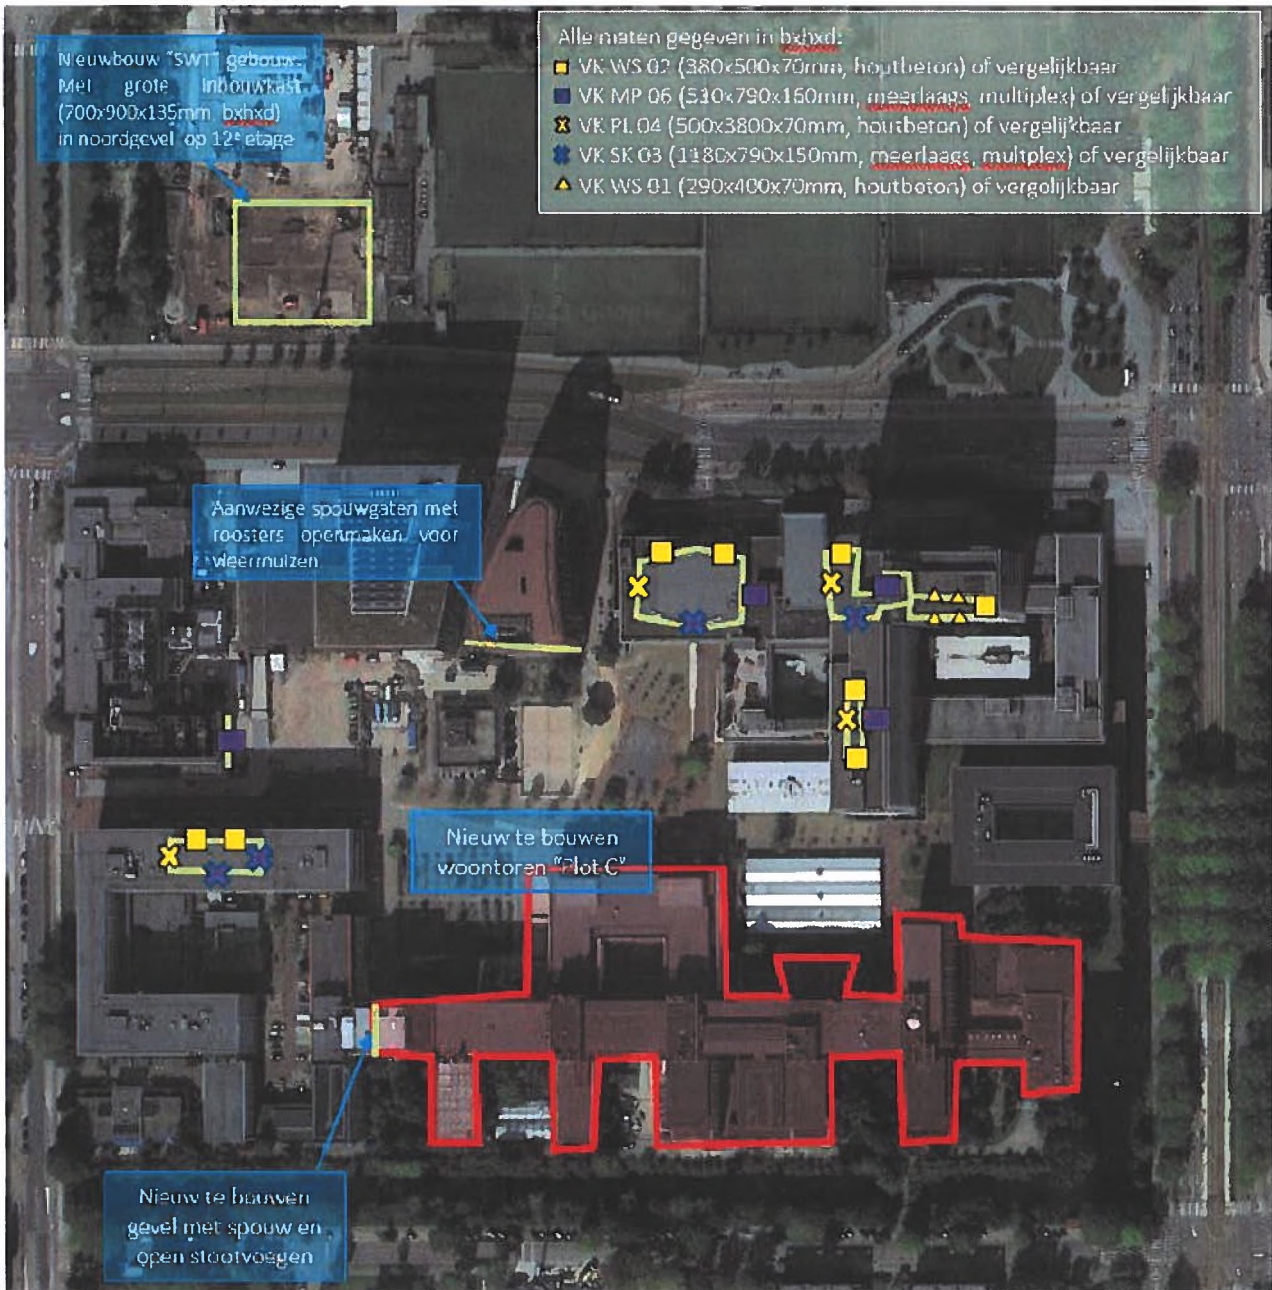 Nieuwbouw "SWT" gebouw.
Met grote inbouwkast
(700x900x135mm, bxhxd)
in noordgevel op 12e etage
Alle maten gegeven in bxhxd:
VK WS 02 (380x500x70mm, houtbeton) of vergelijkbaar
VK MP 06 (510x790x160mm, meerlaags, multiplex) of vergelijkbaar
VK PL 04 (500x3800x70mm, houtbeton) of vergelijkbaar
VK SK 03 (1180x790x150mm, meerlaags, multplex) of vergelijkbaar
VK WS 01 (290x400x70mm, houtbeton) of vergelijkbaar
Aanwezige spouwgaten met
roosters openmaken voor
vleermuizen
Nieuw te bouwen
woontoren "Plot C"
Nieuw te bouwen
gevel met spouw en
open stootvoegen